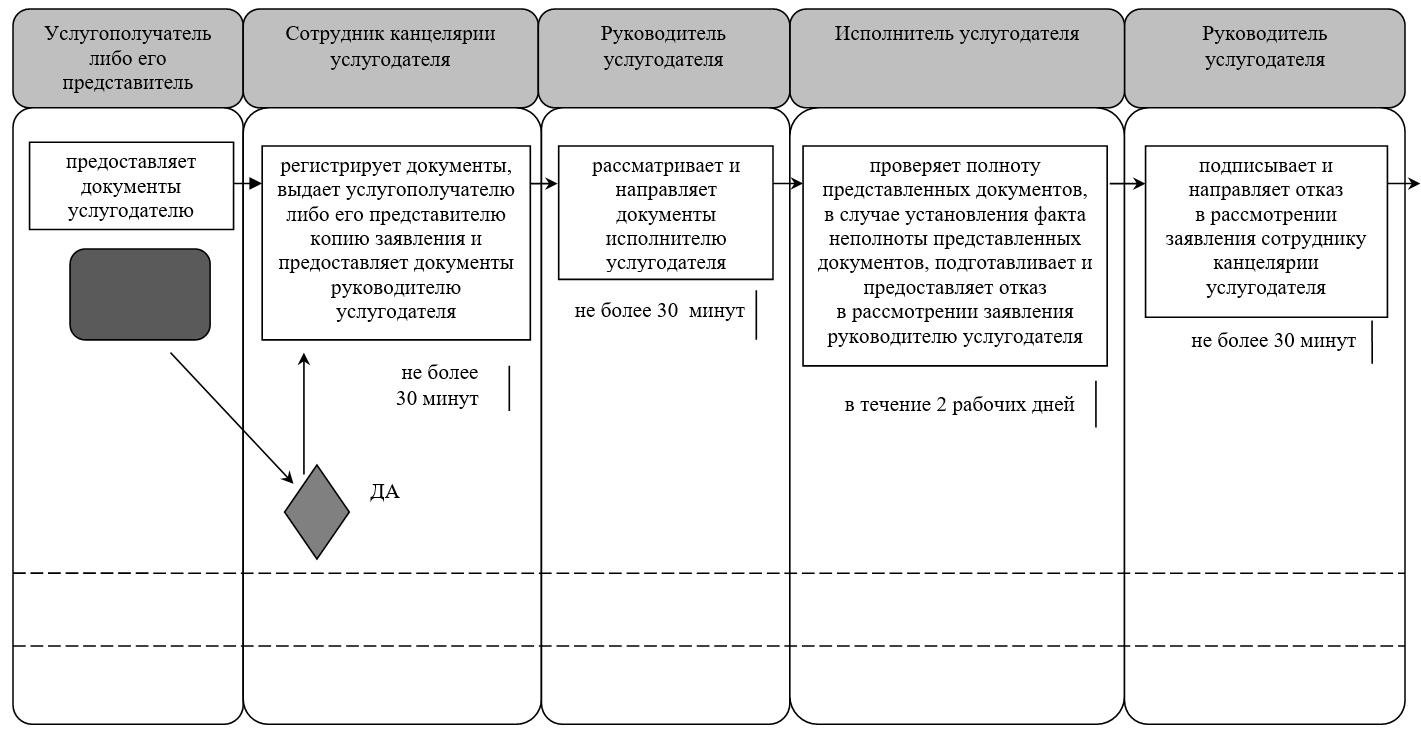 Услугополучатель
либо его
представитель
Сотрудник канцелярии
услугодателя
Руководитель
услугодателя
Исполнитель услугодателя
Руководитель
услугодателя
предоставляет
документы
услугодателю
регистрирует документы,
выдает услугополучателю
либо его представителю
копию заявления и
предоставляет документы
руководителю
услугодателя
не более
30 минут
ДА
рассматривает и
направляет
документы
исполнителю
услугодателя
не более 30 минут
проверяет полноту
представленных документов,
в случае установления факта
неполноты представленных
документов, подготавливает и
предоставляет отказ
в рассмотрении заявления
руководителю услугодателя
в течение 2 рабочих дней
подписывает и
направляет отказ
в рассмотрении
заявления сотруднику
канцелярии
услугодателя
не более 30 минут